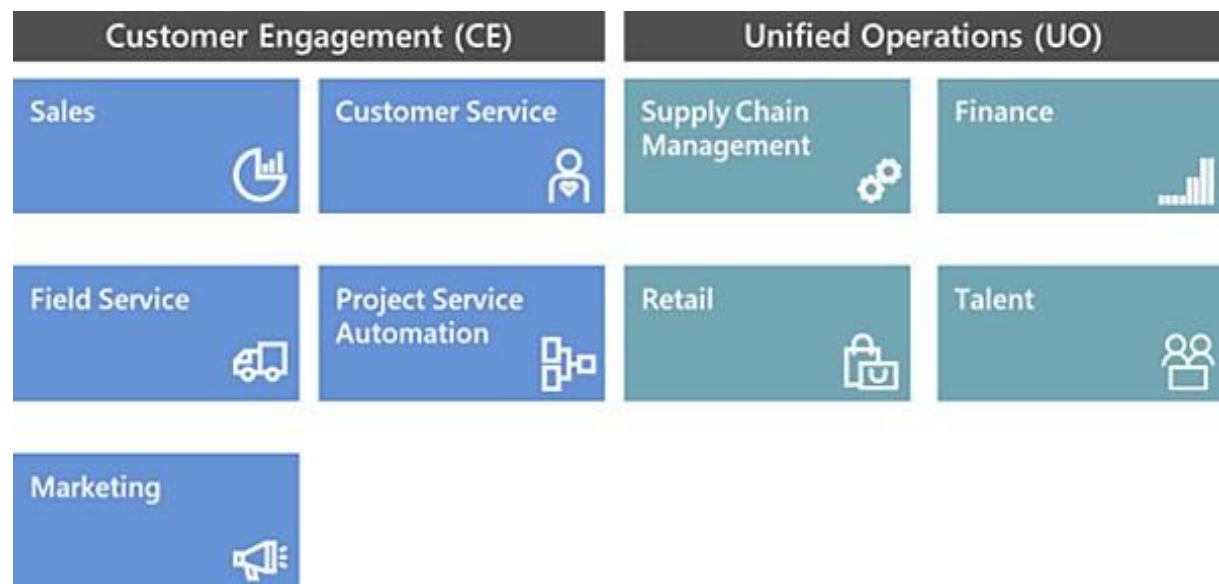 Customer Engagement (CE)
Unified Operations (UO)
Sales
Customer Service
Supply Chain
Management
Finance
Field Service
Project Service
Automation
Retail
Talent
Marketing